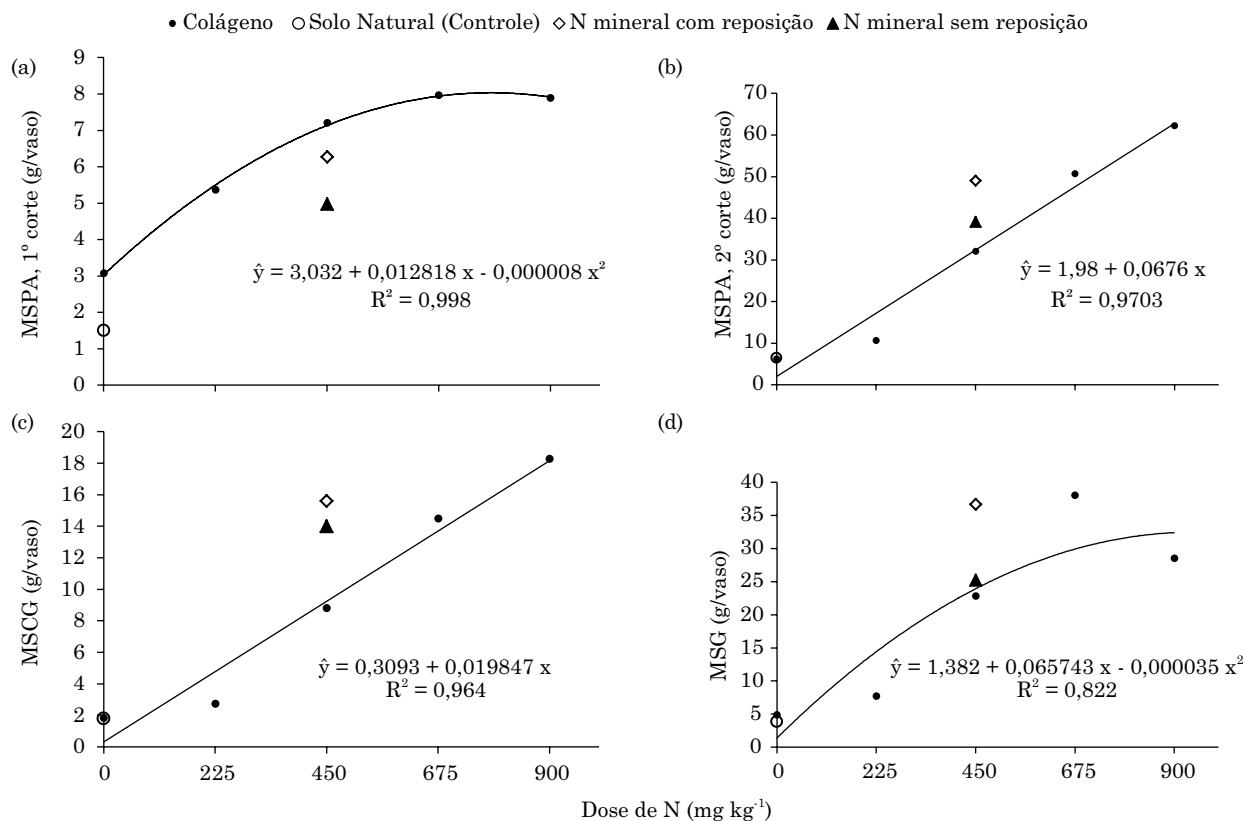 Colágeno Solo Natural (Controle) N mineral com reposição N mineral sem reposição
(a)
MSPA, 1º corte (g/vaso)
9
8
7
6
5
4
3
2
1
0
ŷ = 3,032 + 0,012818 x - 0,000008 x²
R² = 0,998
(b)
MSPA, 2º corte (g/vaso)
70
60
50
40
30
20
10
0
ŷ = 1,98 + 0,0676 x
R² = 0,9703
(c)
MSCG (g/vaso)
20
18
16
14
12
10
8
6
4
2
0
ŷ = 0,3093 + 0,019847 x
R² = 0,964
0 225 450 675 900
(d)
MSG (g/vaso)
40
35
30
25
20
15
10
5
0
ŷ = 1,382 + 0,065743 x - 0,000035 x²
R² = 0,822
0 225 450 675 900
Dose de N (mg kg⁻¹)